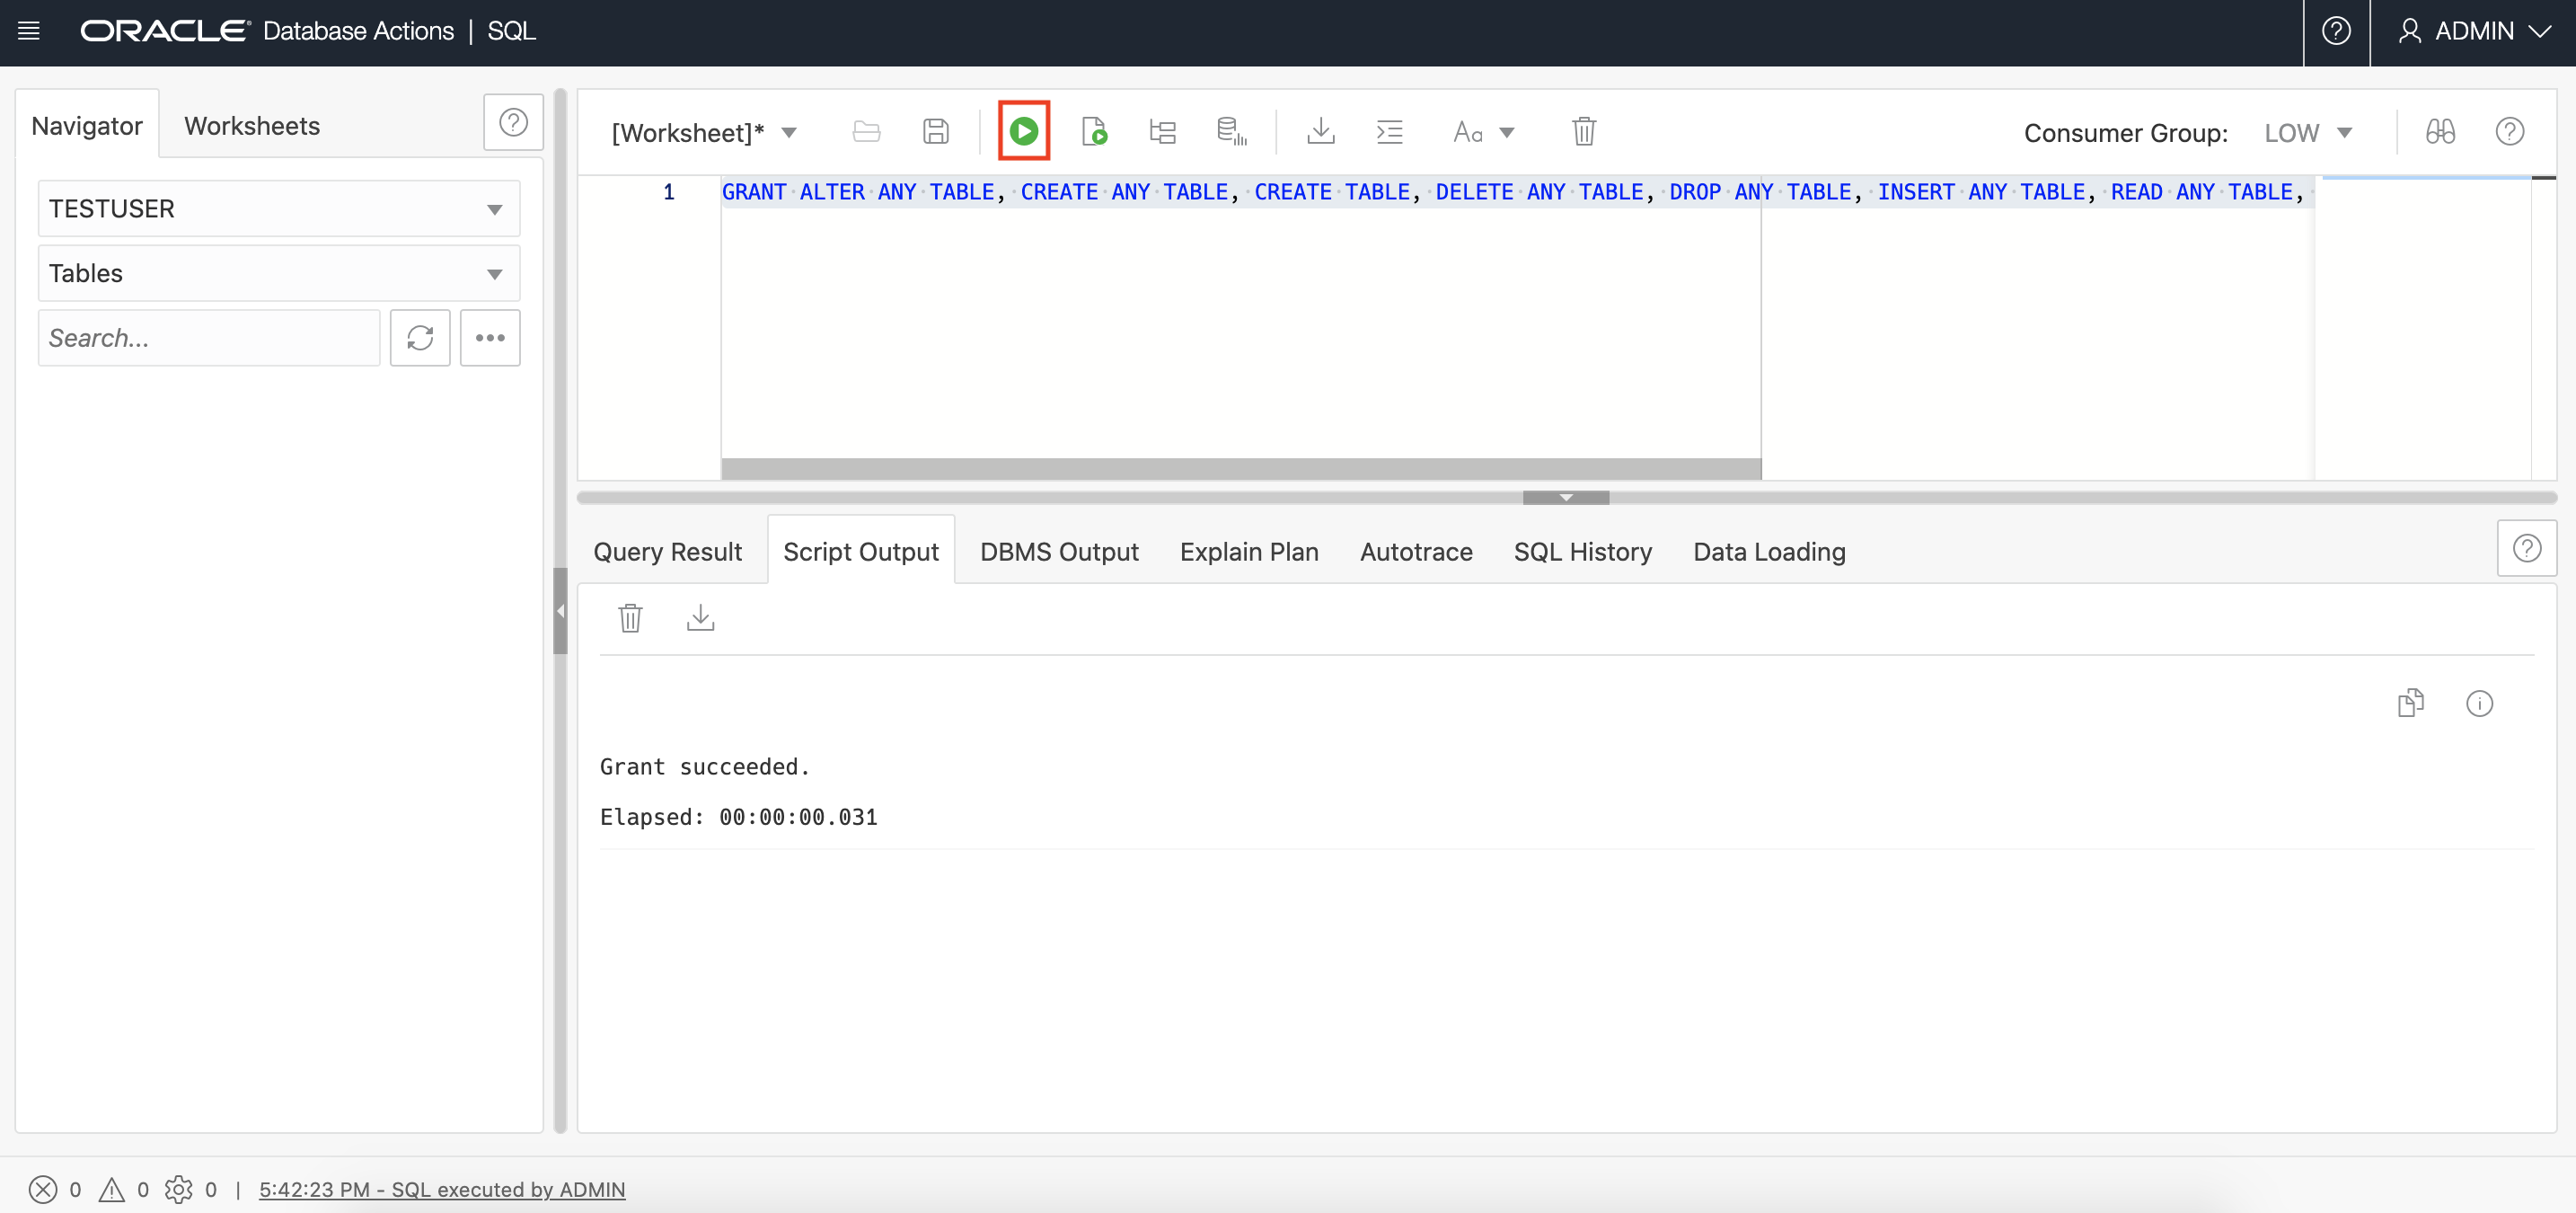 ORACLE Database Actions | SQL
ADMIN
Navigator
Worksheets
TESTUSER
Tables
Search...
[Worksheet]*
Aa
Consumer Group: LOW
1 GRANT ALTER ANY TABLE, CREATE ANY TABLE, CREATE TABLE, DELETE ANY TABLE, DROP ANY TABLE, INSERT ANY TABLE, READ ANY TABLE,
Query Result
Script Output
DBMS Output
Explain Plan
Autotrace
SQL History
Data Loading
Grant succeeded.
Elapsed: 00:00:00.031
0 0 0 | 5:42:23 PM - SQL executed by ADMIN